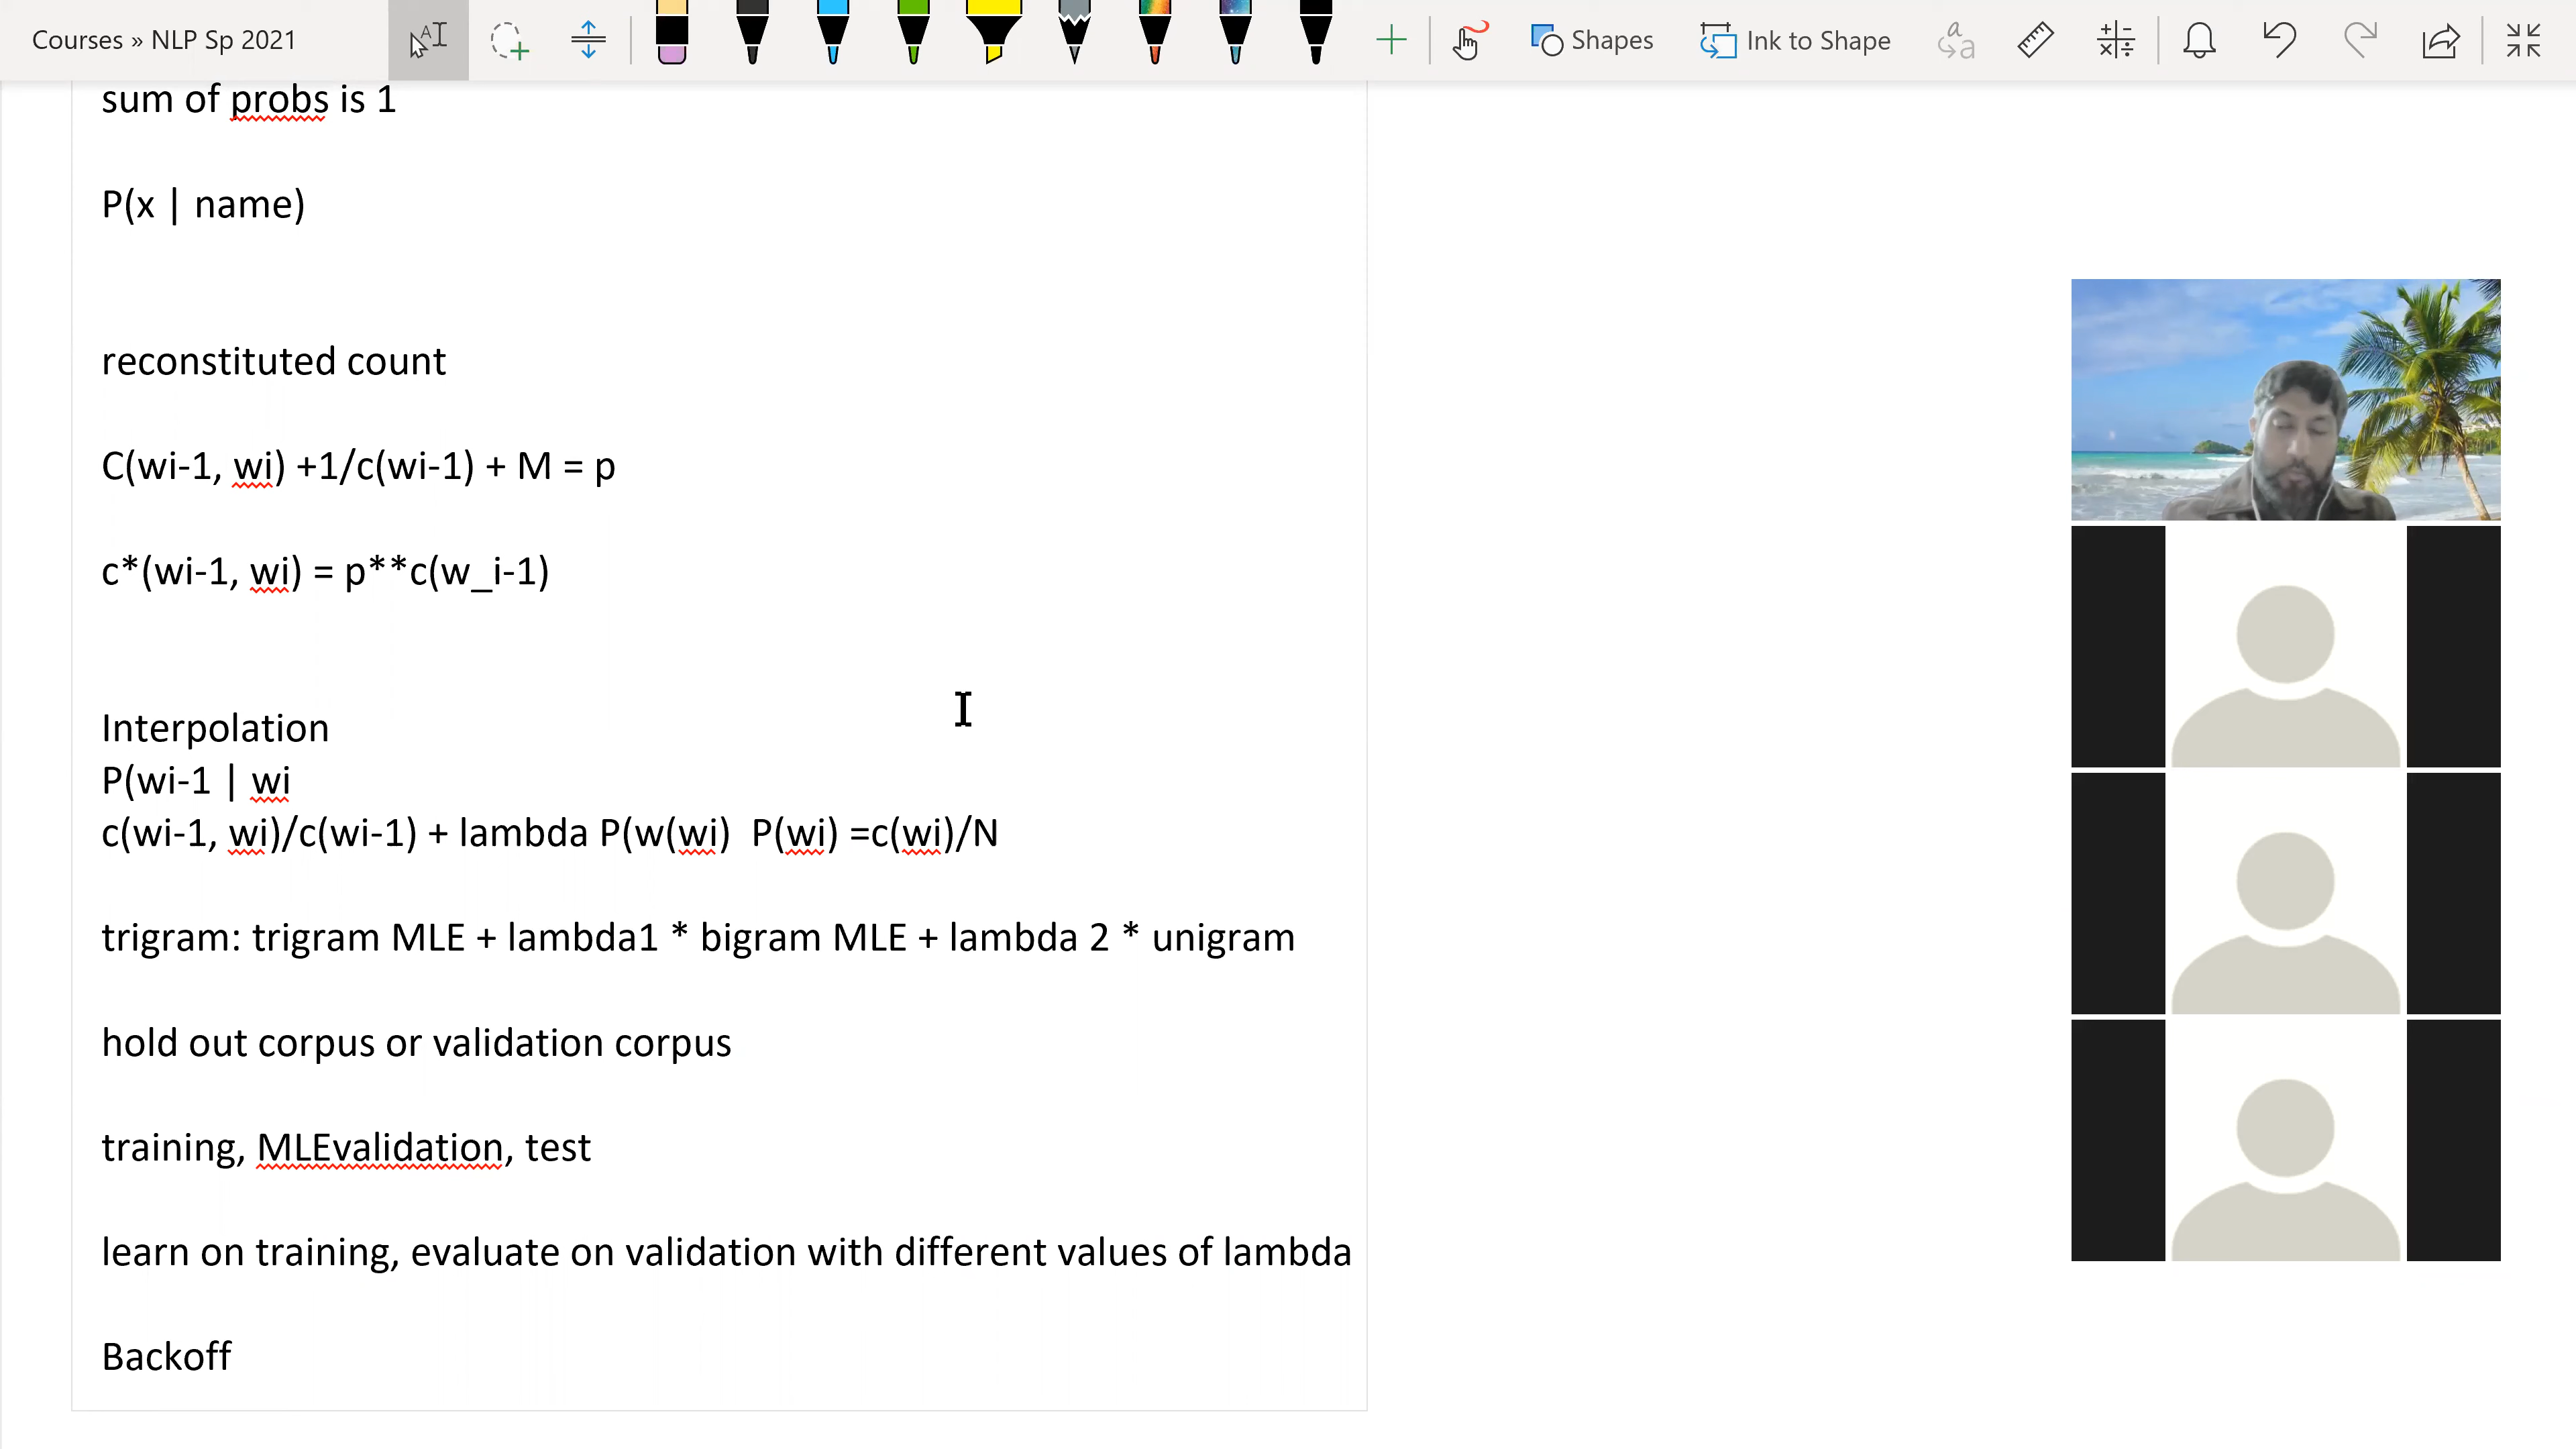 Courses » NLP Sp 2021
Shapes
Ink to Shape
sum of probs is 1
P(x | name)
reconstituted count
C(wi-1, wi) +1/c(wi-1) + M = p
c*(wi-1, wi) = p**c(w_i-1)
Interpolation
P(wi-1 | wi
c(wi-1, wi)/c(wi-1) + lambda P(w(wi)  P(wi) =c(wi)/N
trigram: trigram MLE + lambda1 * bigram MLE + lambda 2 * unigram
hold out corpus or validation corpus
training, MLEvalidation, test
learn on training, evaluate on validation with different values of lambda
Backoff